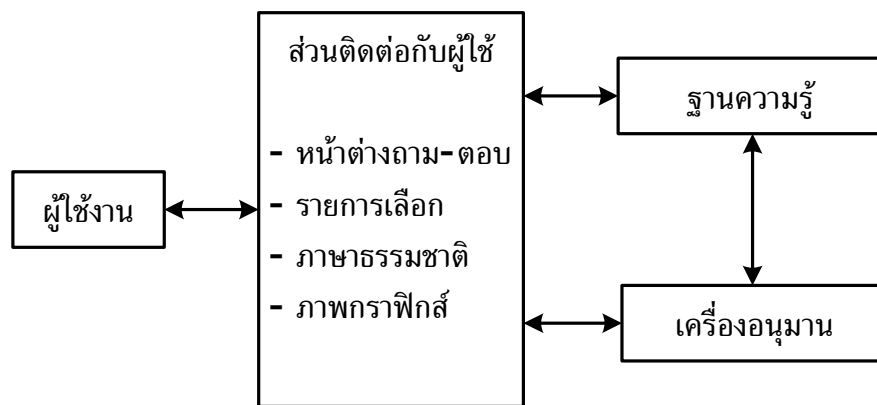 ส่วนติดต่อกับผู้ใช้
- หน้าต่างถาม-ตอบ
- รายการเลือก
- ภาษาธรรมชาติ
- ภาพกราฟิกส์
ผู้ใช้งาน
ฐานความรู้
เครื่องอนุมาน